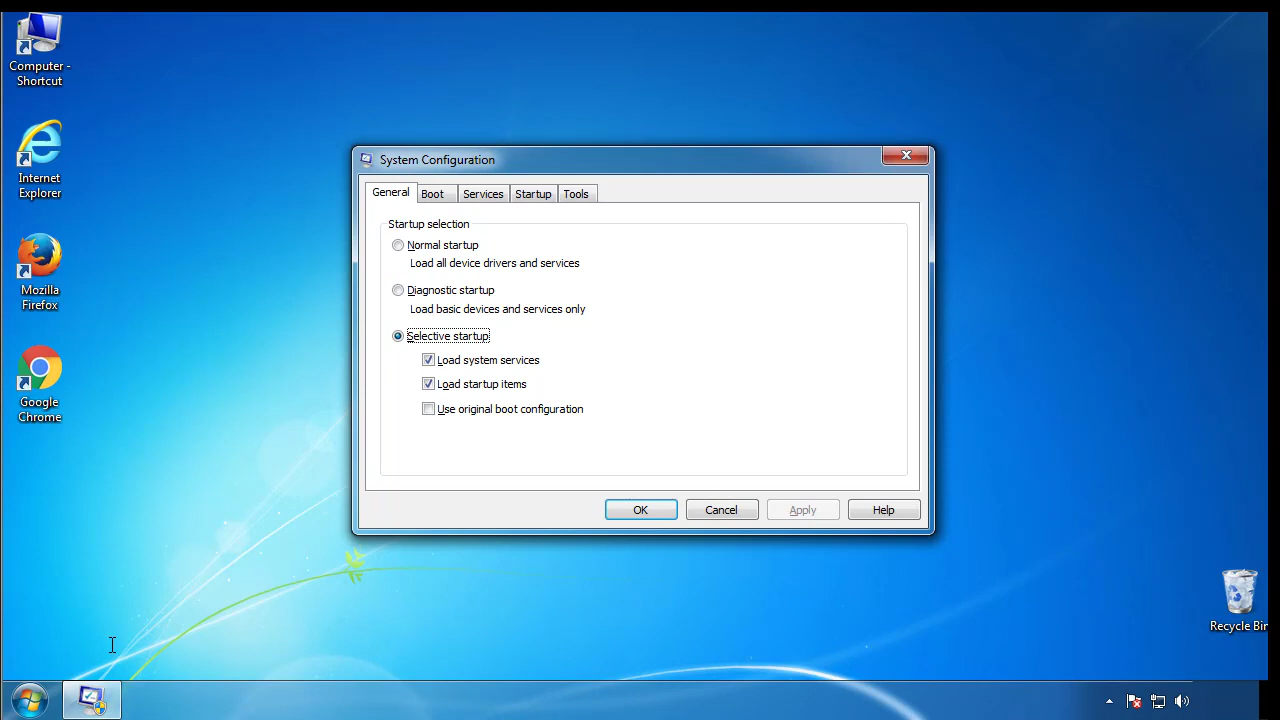 Computer -
Shortcut
Internet
Explorer
Mozilla
Firefox
Google
Chrome
System Configuration
General Boot Services Startup Tools
Startup selection
Normal startup
Load all device drivers and services
Diagnostic startup
Load basic devices and services only
Selective startup
Load system services
Load startup items
Use original boot configuration
OK Cancel Apply Help
Recycle Bin